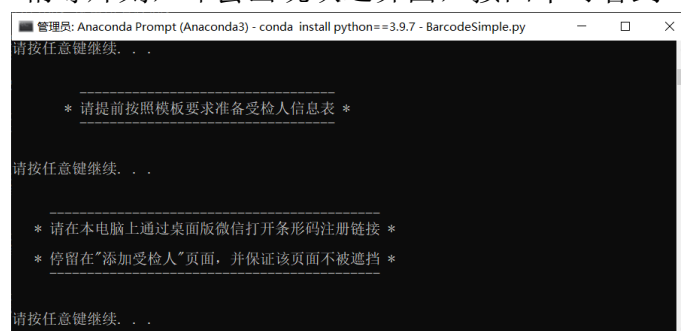 管理员: Anaconda Prompt (Anaconda3) - conda install python==3.9.7 - BarcodeSimple.py
请按任意键继续. . .
* 请提前按照模板要求准备受检人信息表 *
请按任意键继续. . .
* 请在本电脑上通过桌面版微信打开条形码注册链接 *
* 停留在"添加受检人"页面，并保证该页面不被遮挡 *
请按任意键继续. . .